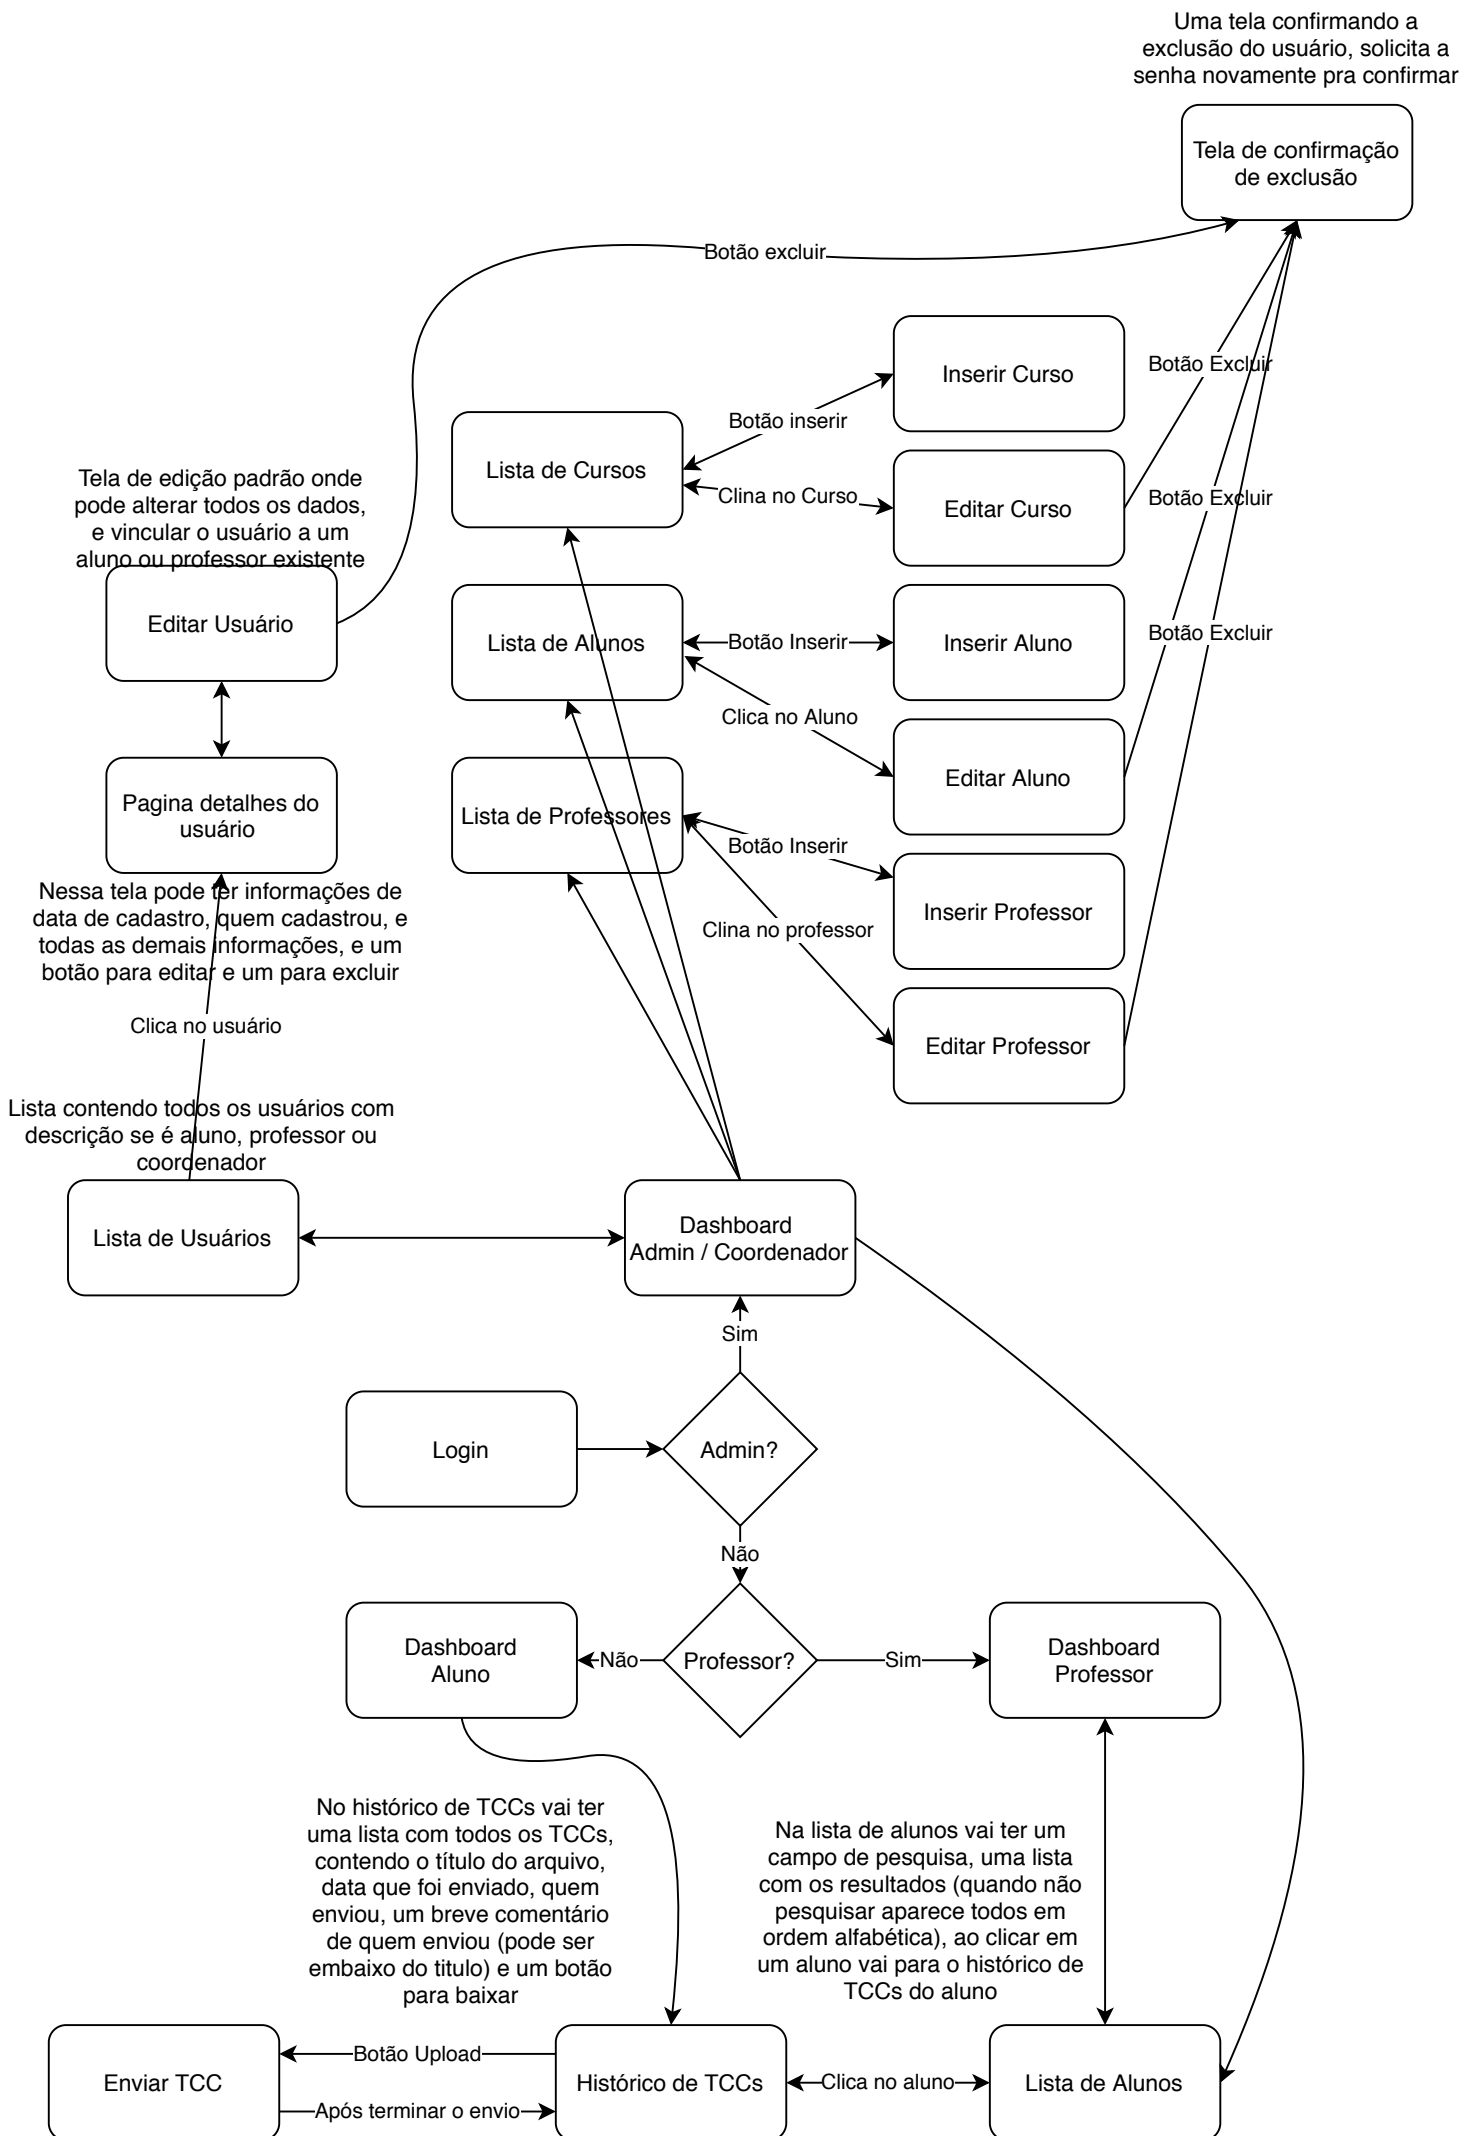 Uma tela confirmando a
exclusão do usuário, solicita a
senha novamente pra confirmar
Tela de confirmação
de exclusão
Botão excluir
Inserir Curso
Botão Excluir
Botão inserir
Lista de Cursos
Clina no Curso
Editar Curso
Botão Excluir
Tela de edição padrão onde
pode alterar todos os dados,
e vincular o usuário a um
aluno ou professor existente
Editar Usuário
Lista de Alunos
Botão Inserir
Inserir Aluno
Botão Excluir
Clica no Aluno
Editar Aluno
Pagina detalhes do
usuário
Lista de Professores
Botão Inserir
Nessa tela pode ter informações de
data de cadastro, quem cadastrou, e
todas as demais informações, e um
botão para editar e um para excluir
Inserir Professor
Clina no professor
Clica no usuário
Editar Professor
Lista contendo todos os usuários com
descrição se é aluno, professor ou
coordenador
Lista de Usuários
Dashboard
Admin / Coordenador
Sim
Login
Admin?
Não
Dashboard
Aluno
Não
Professor?
Sim
Dashboard
Professor
No histórico de TCCs vai ter
uma lista com todos os TCCs,
contendo o título do arquivo,
data que foi enviado, quem
enviou, um breve comentário
de quem enviou (pode ser
embaixo do titulo) e um botão
para baixar
Na lista de alunos vai ter um
campo de pesquisa, uma lista
com os resultados (quando não
pesquisar aparece todos em
ordem alfabética), ao clicar em
um aluno vai para o histórico de
TCCs do aluno
Enviar TCC
Botão Upload
Após terminar o envio
Histórico de TCCs
Clica no aluno
Lista de Alunos